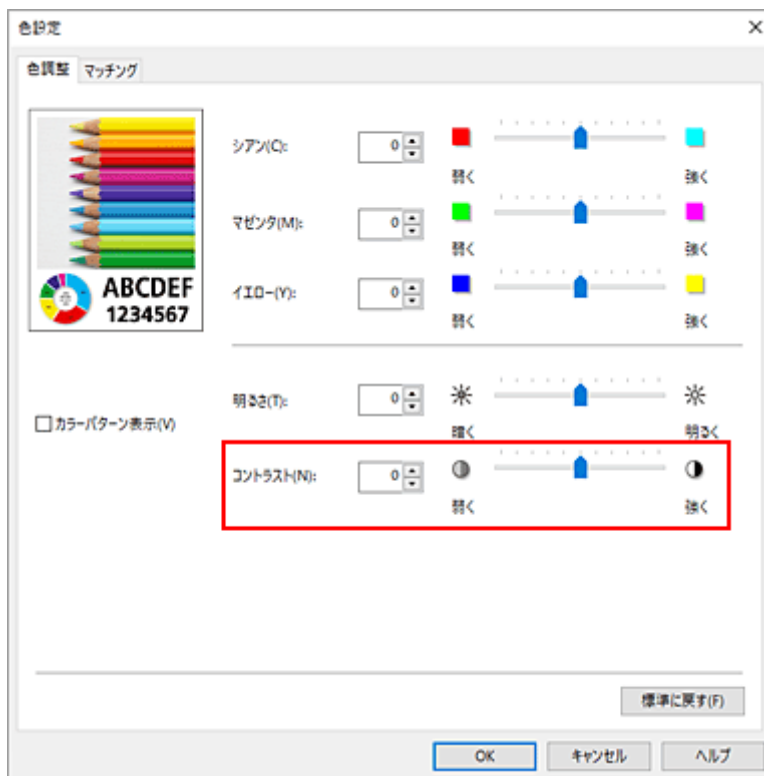 色設定
色調整 マッチング
ABCDEF
1234567
カラーパターン表示(V)
シアン(C): 0
弱く 強く
マゼンタ(M): 0
弱く 強く
イエロー(Y): 0
弱く 強く
明るさ(T): 0
暗く 明るく
コントラスト(N): 0
弱く 強く
標準に戻す(F)
OK キャンセル ヘルプ